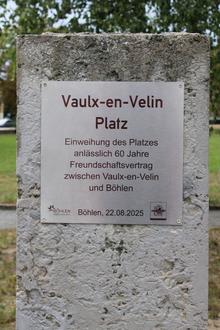 Vaulx-en-Velin
Platz
Einweihung des Platzes
anlässlich 60 Jahre
Freundschaftsvertrag
zwischen Vaulx-en-Velin
und Böhlen
BÖHLEN
Böhlen, 22.08.2025